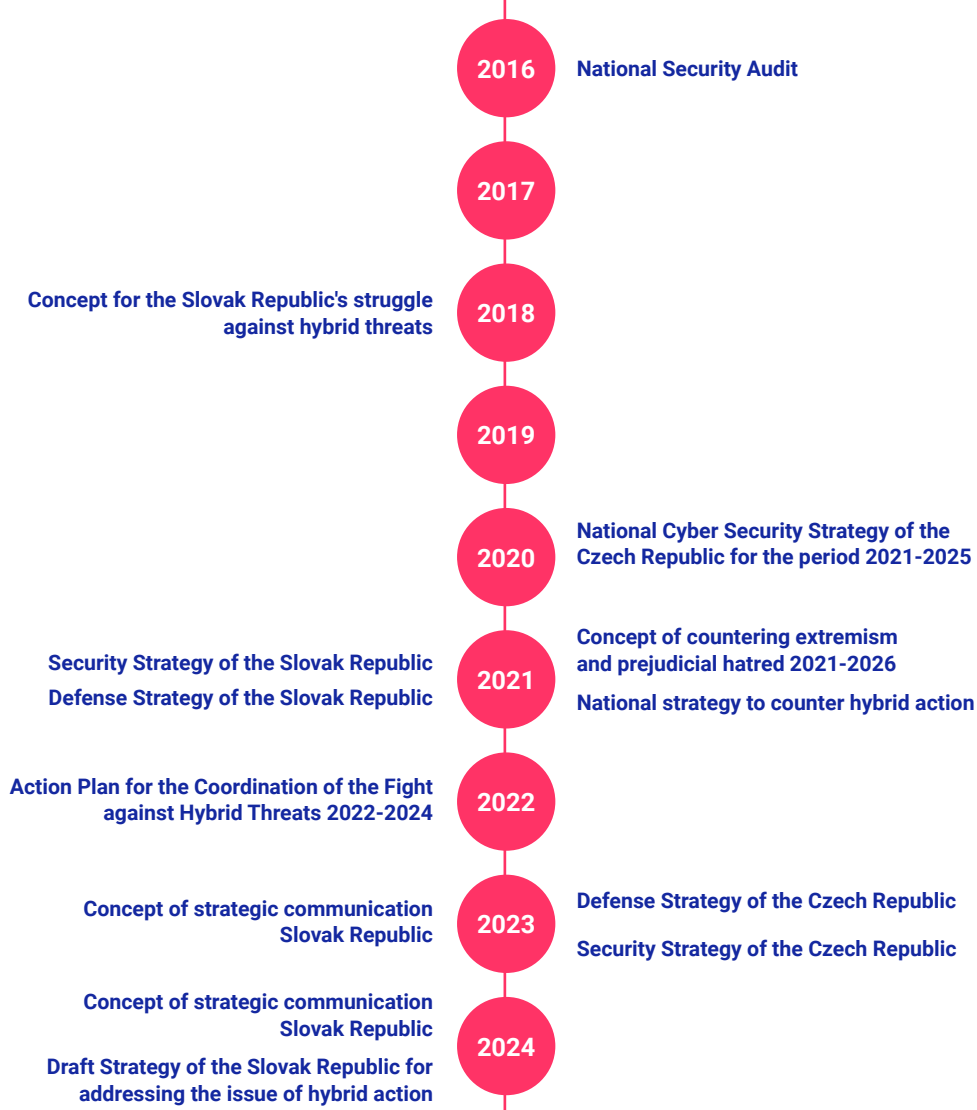 2016
National Security Audit
2017
Concept for the Slovak Republic's struggle
against hybrid threats
2018
2019
2020
National Cyber Security Strategy of the
Czech Republic for the period 2021-2025
Security Strategy of the Slovak Republic
Defense Strategy of the Slovak Republic
2021
Concept of countering extremism
and prejudicial hatred 2021-2026
National strategy to counter hybrid action
Action Plan for the Coordination of the Fight
against Hybrid Threats 2022-2024
2022
Concept of strategic communication
Slovak Republic
2023
Defense Strategy of the Czech Republic
Security Strategy of the Czech Republic
Concept of strategic communication
Slovak Republic
Draft Strategy of the Slovak Republic for
addressing the issue of hybrid action
2024